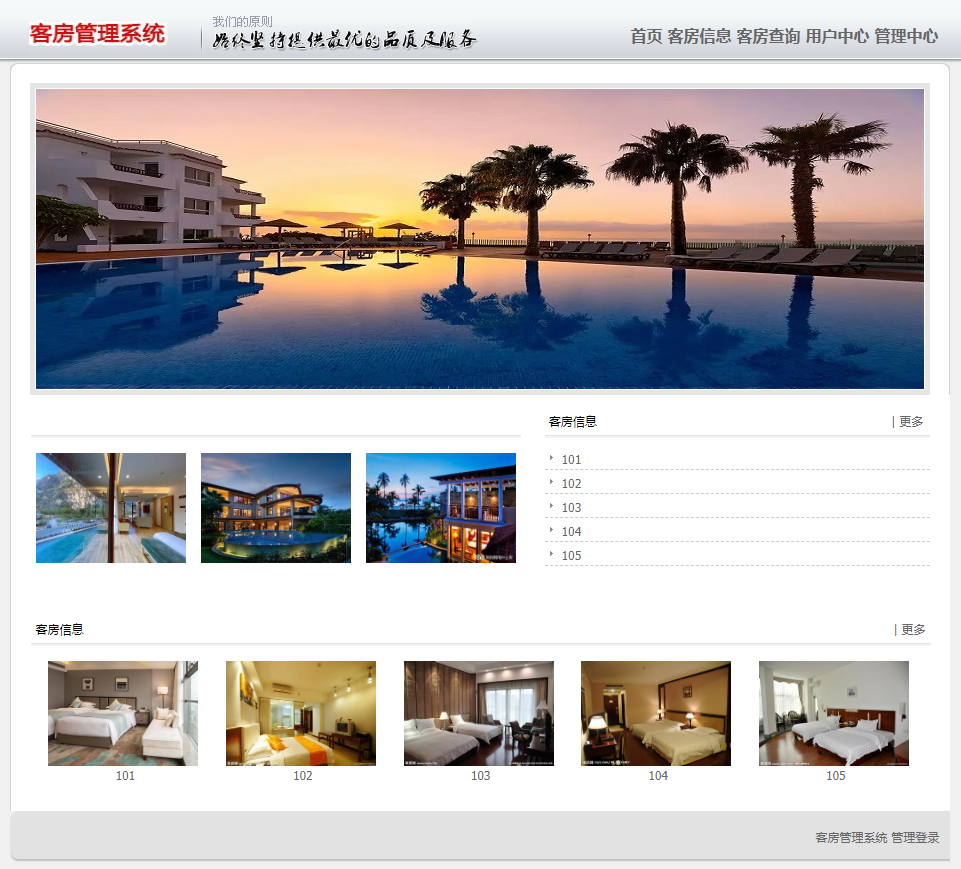 客房管理系统
我们的原则
始终坚持提供最优的品质及服务
首页 客房信息 客房查询 用户中心 管理中心
客房信息
| 更多
101
102
103
104
105
客房信息
| 更多
101
102
103
104
105
客房管理系统 管理登录